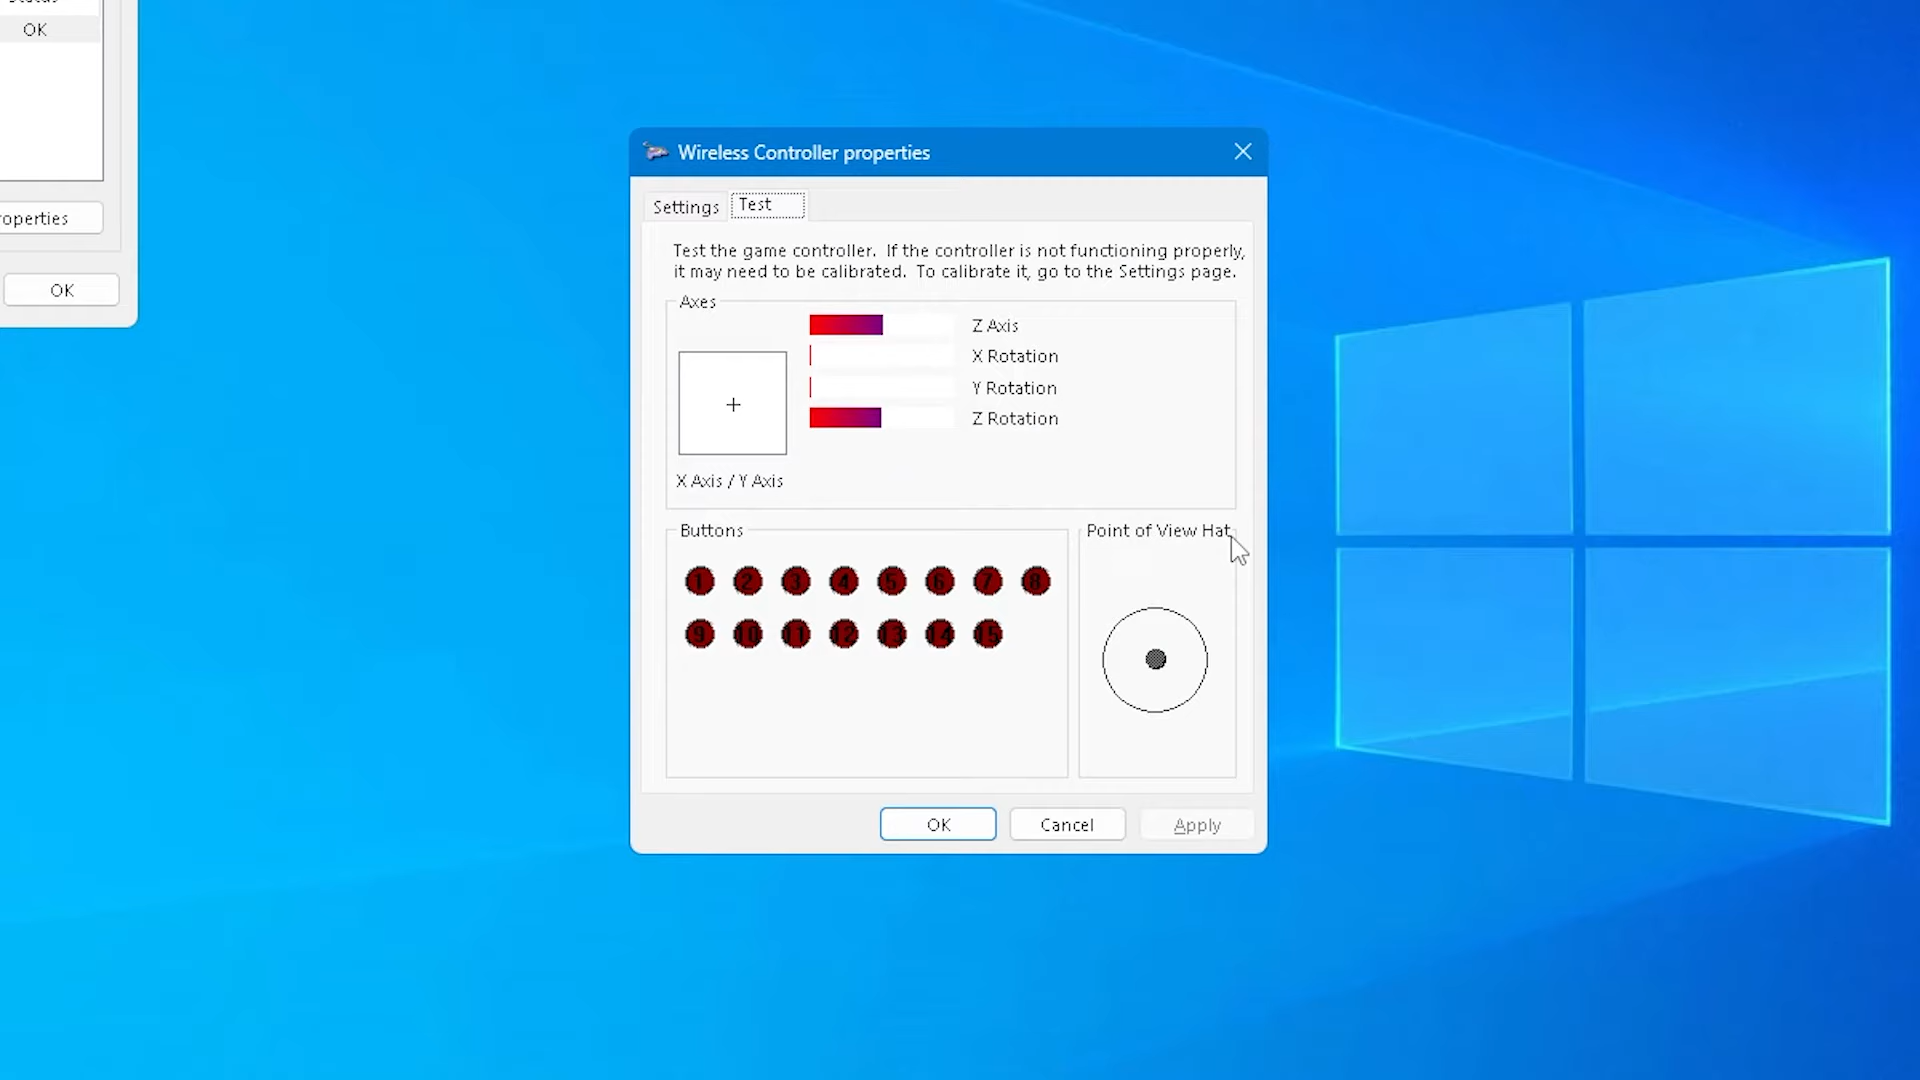 OK
roperties
OK
Wireless Controller properties
Settings
Test
Test the game controller. If the controller is not functioning properly,
it may need to be calibrated. To calibrate it, go to the Settings page.
Axes
Z Axis
X Rotation
Y Rotation
Z Rotation
X Axis / Y Axis
Buttons
1 2 3 4 5 6 7 8
9 10 11 12 13 14 15
Point of View Hat
OK
Cancel
Apply